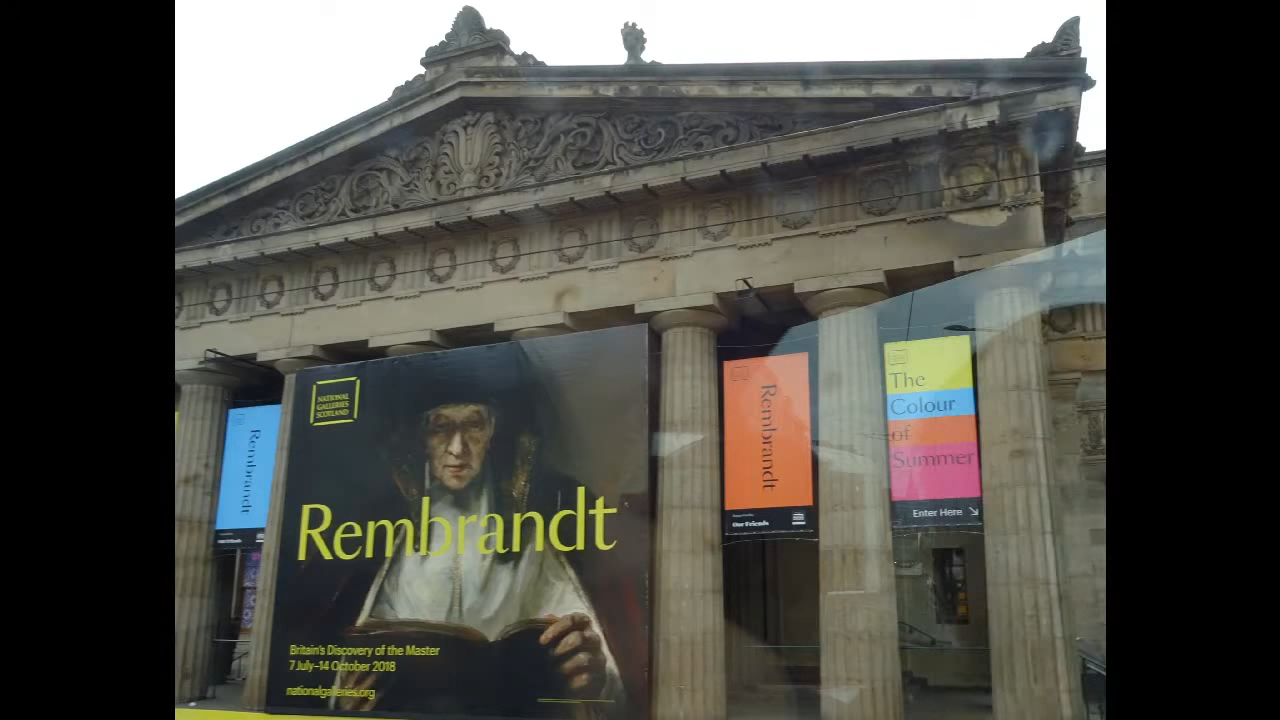 NATIONAL
GALLERIES
SCOTLAND
Rembrandt
Britain's Discovery of the Master
7 July–14 October 2018
nationalgalleries.org
Rembrandt
Rembrandt
Our Friends
The
Colour
of
Summer
Enter Here